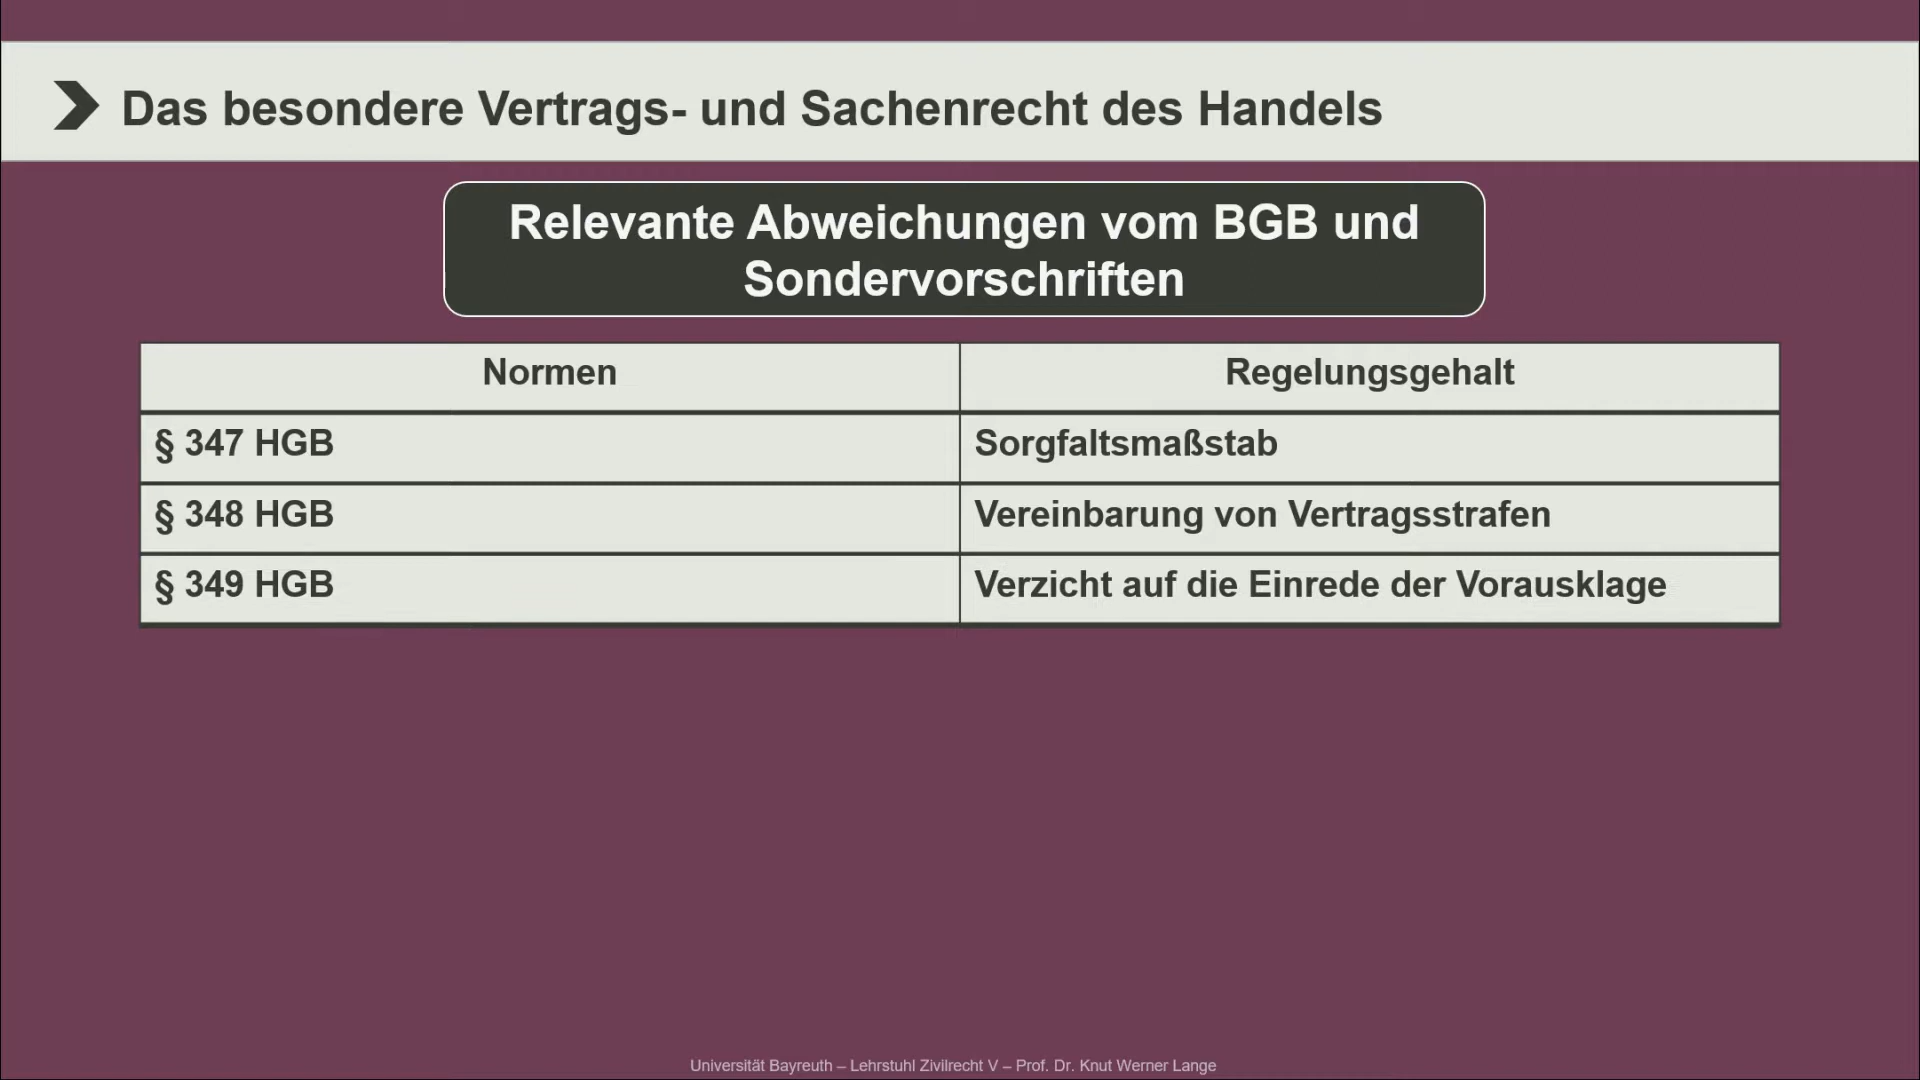 Das besondere Vertrags- und Sachenrecht des Handels
Relevante Abweichungen vom BGB und
Sondervorschriften
Normen
Regelungsgehalt
§ 347 HGB
Sorgfaltsmaßstab
§ 348 HGB
Vereinbarung von Vertragsstrafen
§ 349 HGB
Verzicht auf die Einrede der Vorausklage
Universität Bayreuth – Lehrstuhl Zivilrecht V – Prof. Dr. Knut Werner Lange